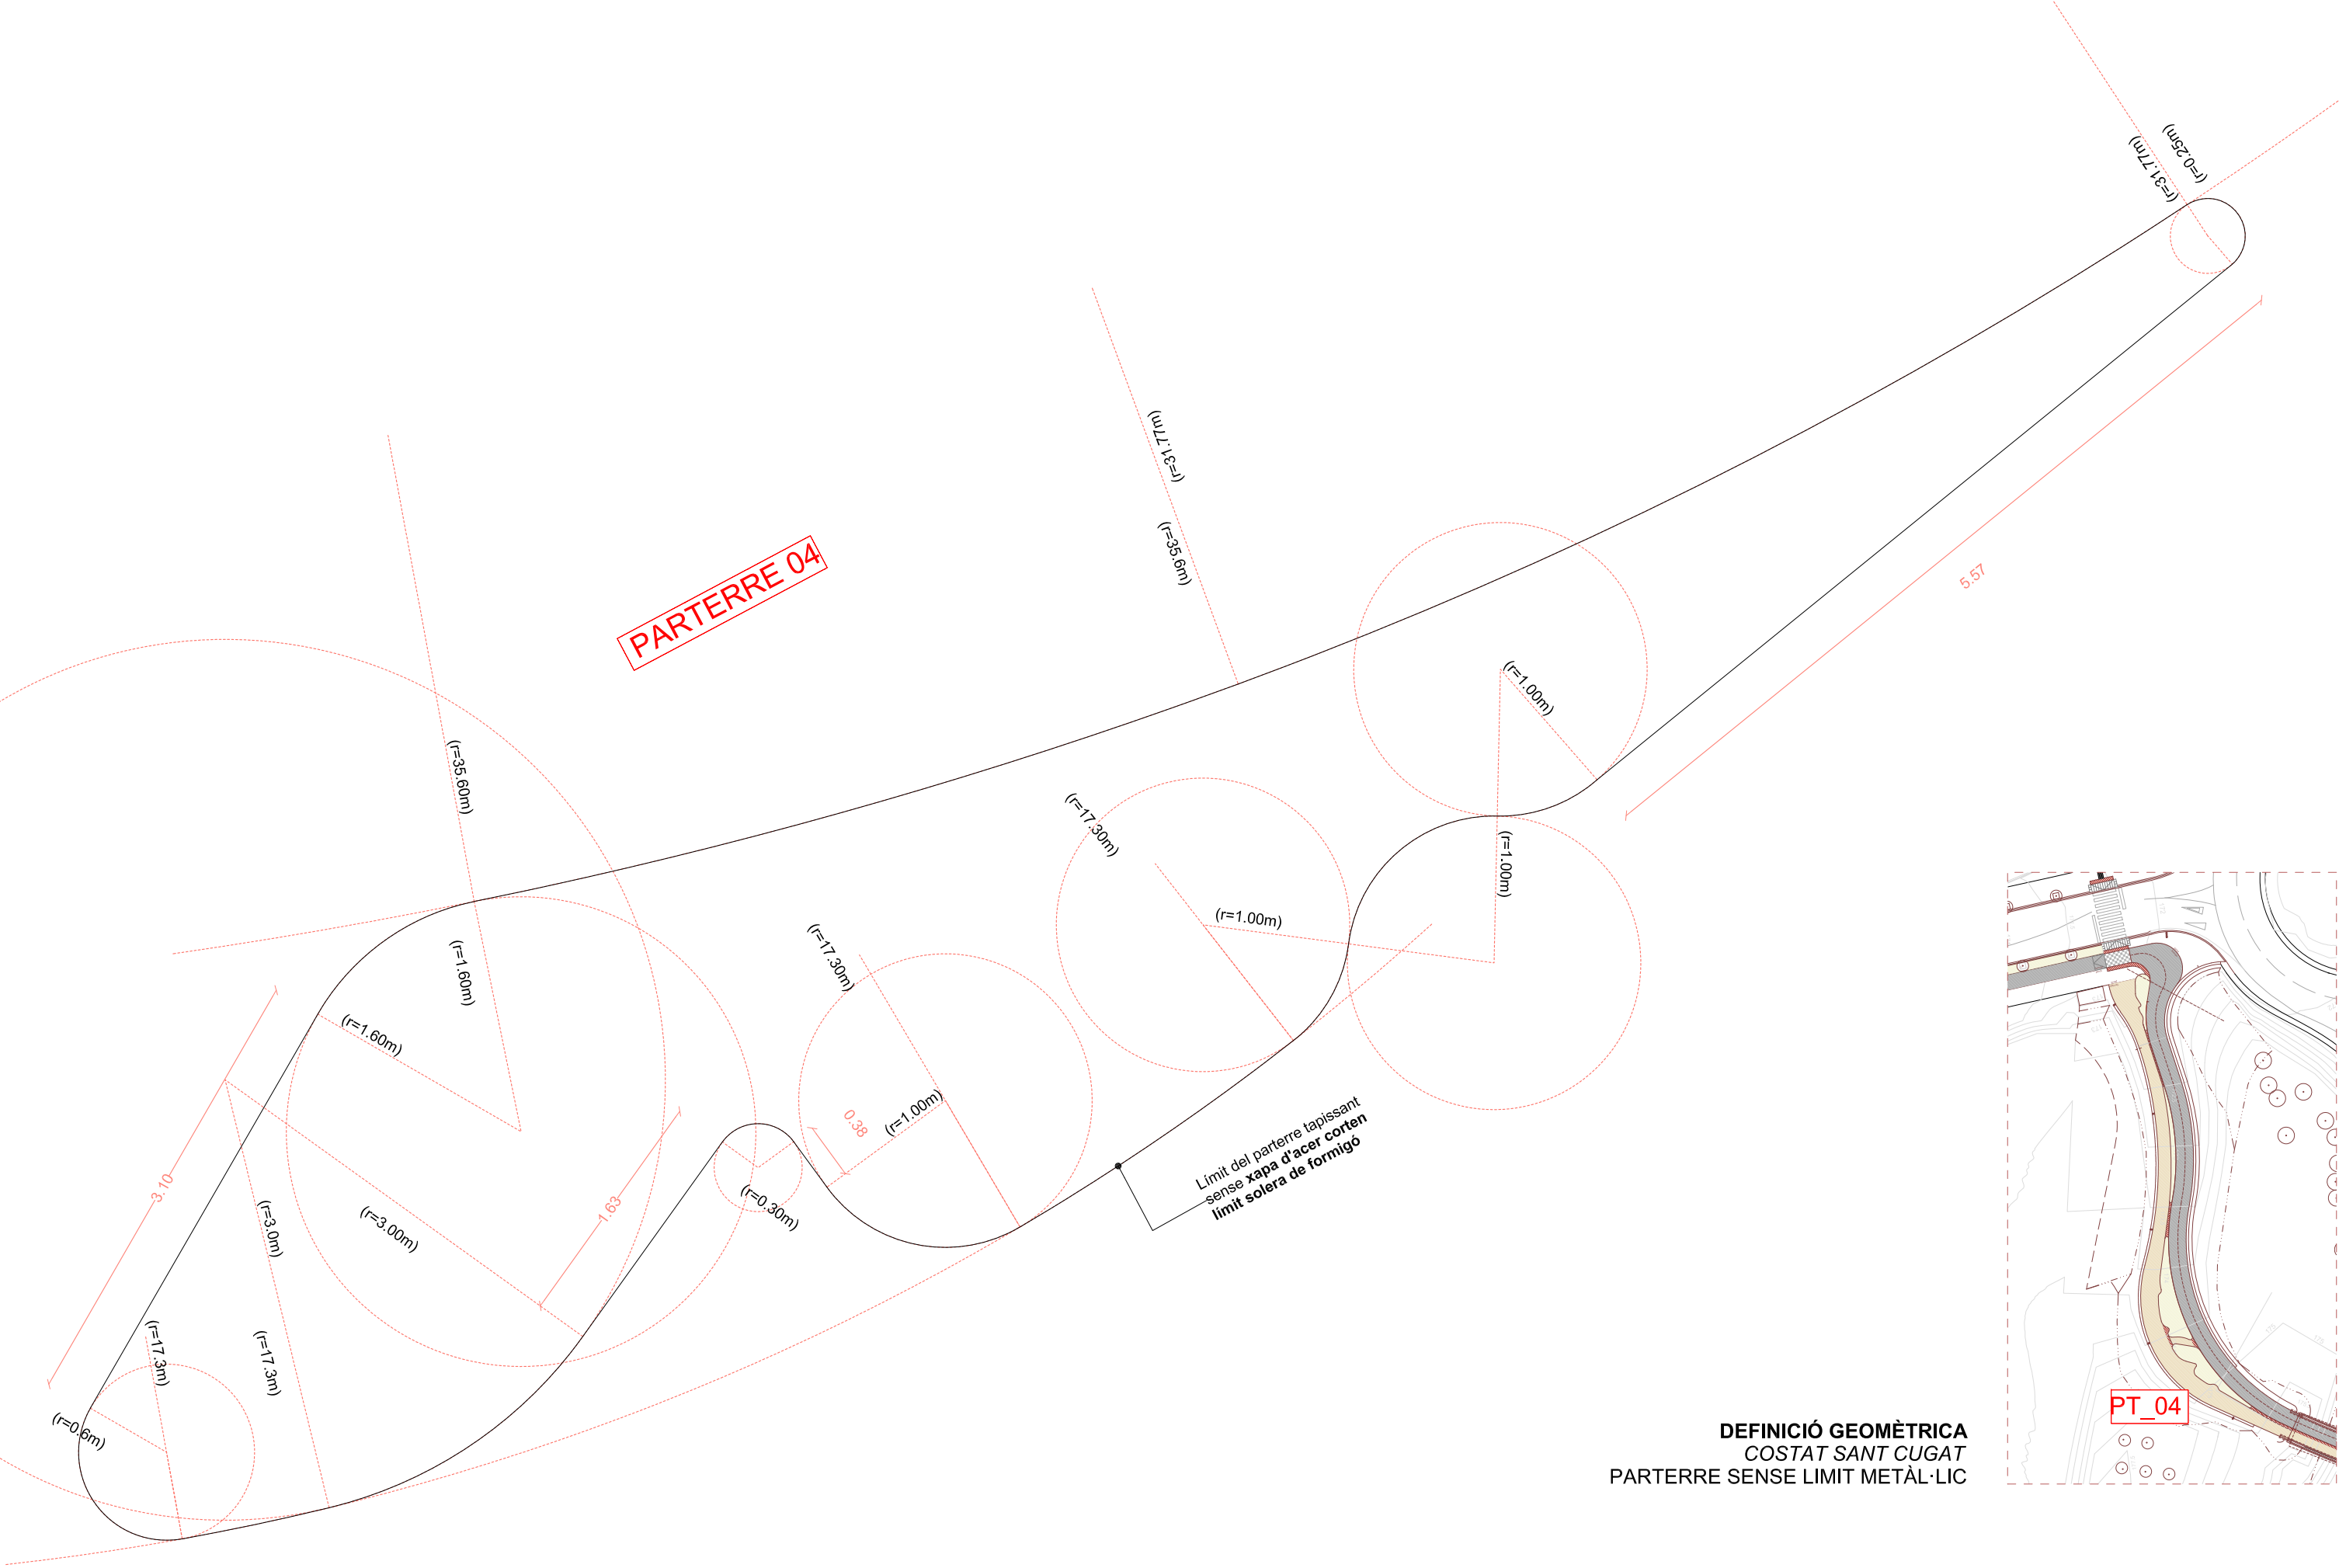 (r=0.25m)
(r=31.77m)
(r=31.77m)
(r=35.6m)
PARTERRE 04
5.57
(r=1.00m)
(r=35.60m)
(r=17.30m)
(r=1.00m)
(r=1.00m)
(r=17.30m)
(r=1.60m)
(r=1.60m)
(r=1.00m)
0.38
Límit del parterre tapissant
sense xapa d'acer corten
límit solera de formigó
3.10
(r=3.0m)
(r=3.00m)
1.63
(r=0.30m)
(r=17.3m)
(r=17.3m)
(r=0.6m)
DEFINICIÓ GEOMÈTRICA
COSTAT SANT CUGAT
PARTERRE SENSE LIMIT METÀL·LIC
PT_04